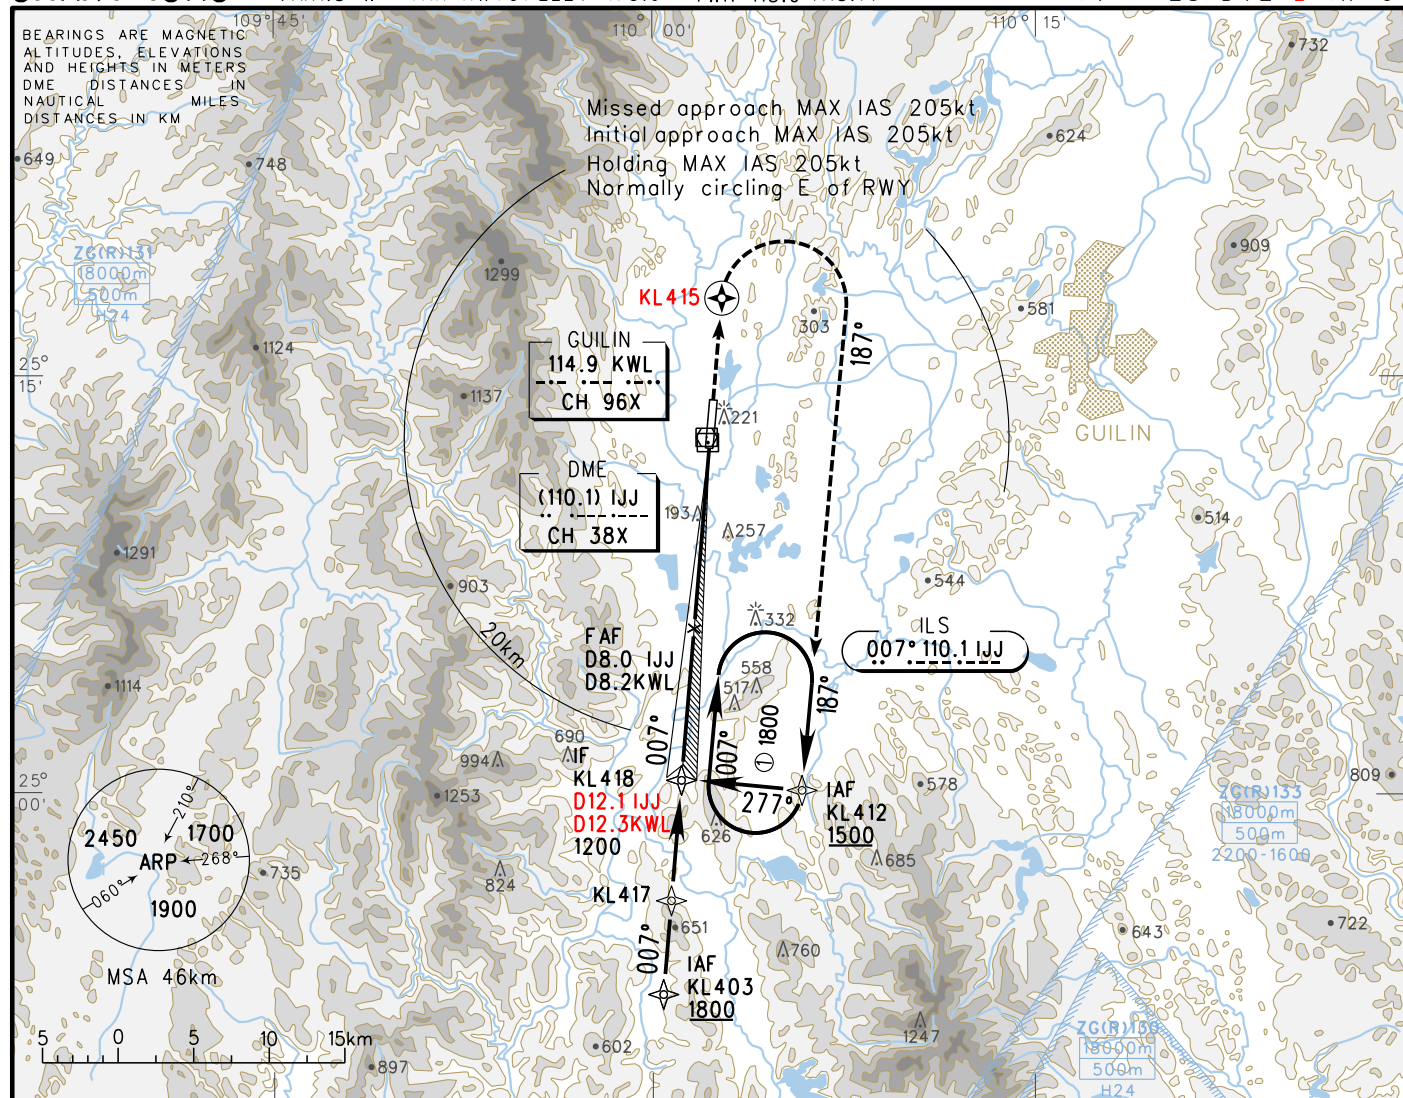 109° 45'
110° 00'
110° 15'
BEARINGS ARE MAGNETIC
ALTITUDES, ELEVATIONS
AND HEIGHTS IN METERS
DME DISTANCES IN
NAUTICAL MILES
DISTANCES IN KM
Missed approach MAX IAS 205kt
Initial approach MAX IAS 205kt
Holding MAX IAS 205kt
Normally circling E of RWY
732
624
649
748
909
ZG(R)131
18000m
500m
H24
1299
KL415
303
581
187°
GUILIN
114.9 KWL
CH 96X
1124
25°
15'
1137
221
GUILIN
DME
(110.1) IJJ
CH 38X
193
257
514
1291
903
544
20km
332
ILS
007° 110.1 IJJ
FAF
D8.0 IJJ
D8.2KWL
558
517
1114
187°
007°
007°
1 1800
690
994
IF
KL418
D12.1 IJJ
D12.3KWL
1200
277°
IAF
KL412
1500
578
809
25°
00'
1253
626
ZG(R)133
18000m
500m
2200-1600
210°
2450
1700
ARP
268°
060°
1900
MSA 46km
735
824
685
KL417
651
007°
IAF
KL403
1800
760
643
722
1247
ZG(R)130
18000m
500m
H24
5 0 5 10 15km
602
897